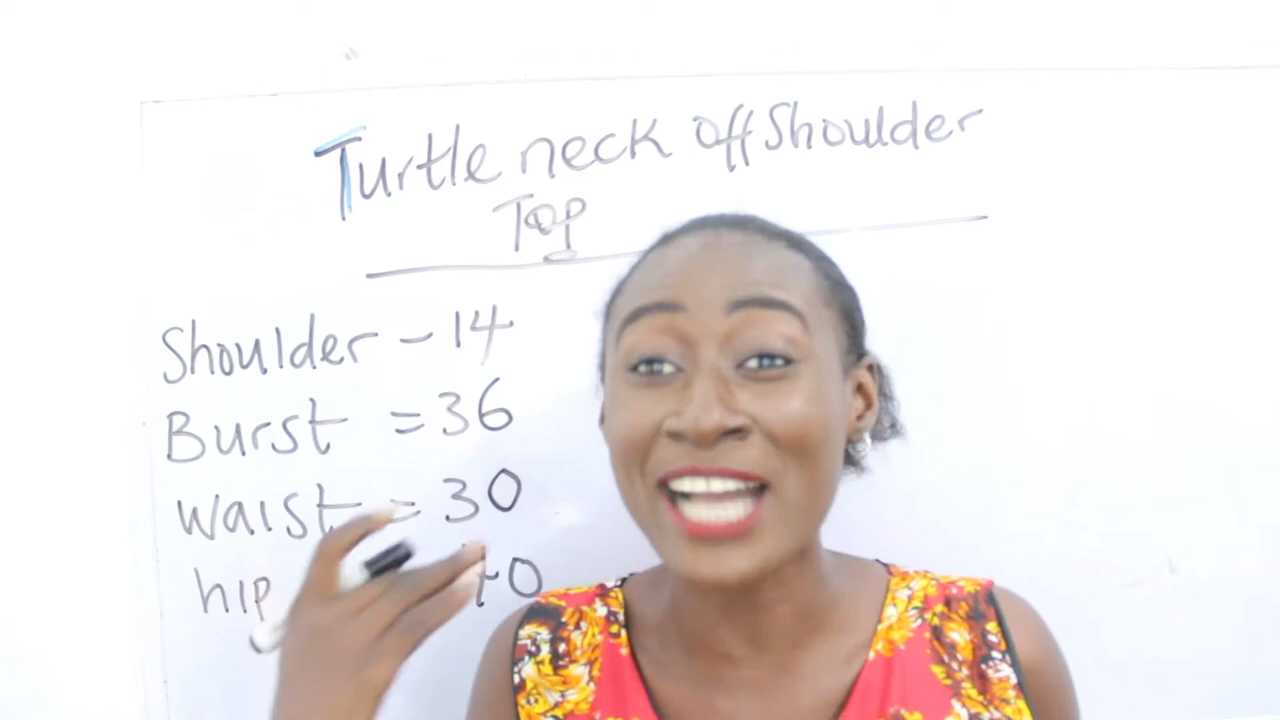 Turtle neck off Shoulder
Top
Shoulder - 14
Burst = 36
Waist = 30
hip